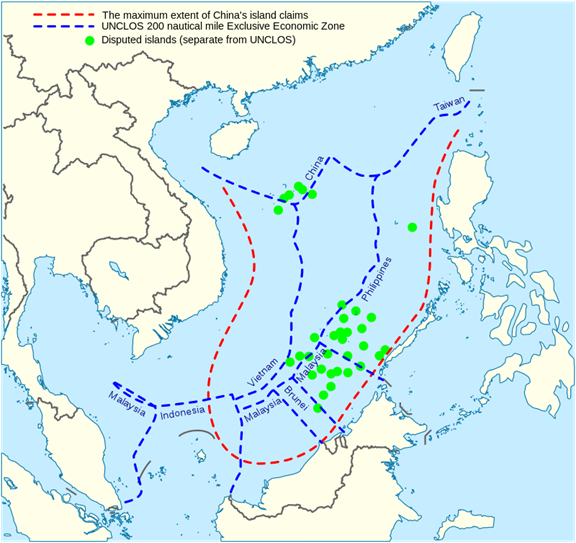 The maximum extent of China's island claims
UNCLOS 200 nautical mile Exclusive Economic Zone
Disputed islands (separate from UNCLOS)
Taiwan
China
Philippines
Vietnam
Malaysia
Malaysia
Indonesia
Malaysia
Brunei